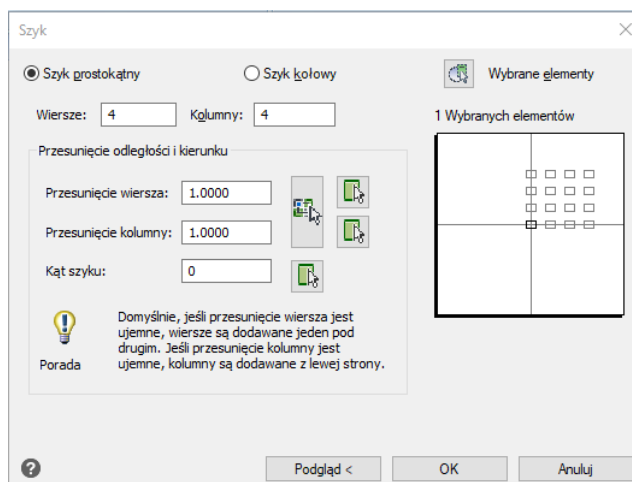 Szyk
Szyk prostokątny
Szyk kołowy
Wybrane elementy
Wiersze: 4
Kolumny: 4
1 Wybranych elementów
Przesunięcie odległości i kierunku
Przesunięcie wiersza: 1.0000
Przesunięcie kolumny: 1.0000
Kąt szyku: 0
Domyślnie, jeśli przesunięcie wiersza jest
ujemne, wiersze są dodawane jeden pod
drugim. Jeśli przesunięcie kolumny jest
ujemne, kolumny są dodawane z lewej strony.
Porada
?
Podgląd <
OK
Anuluj